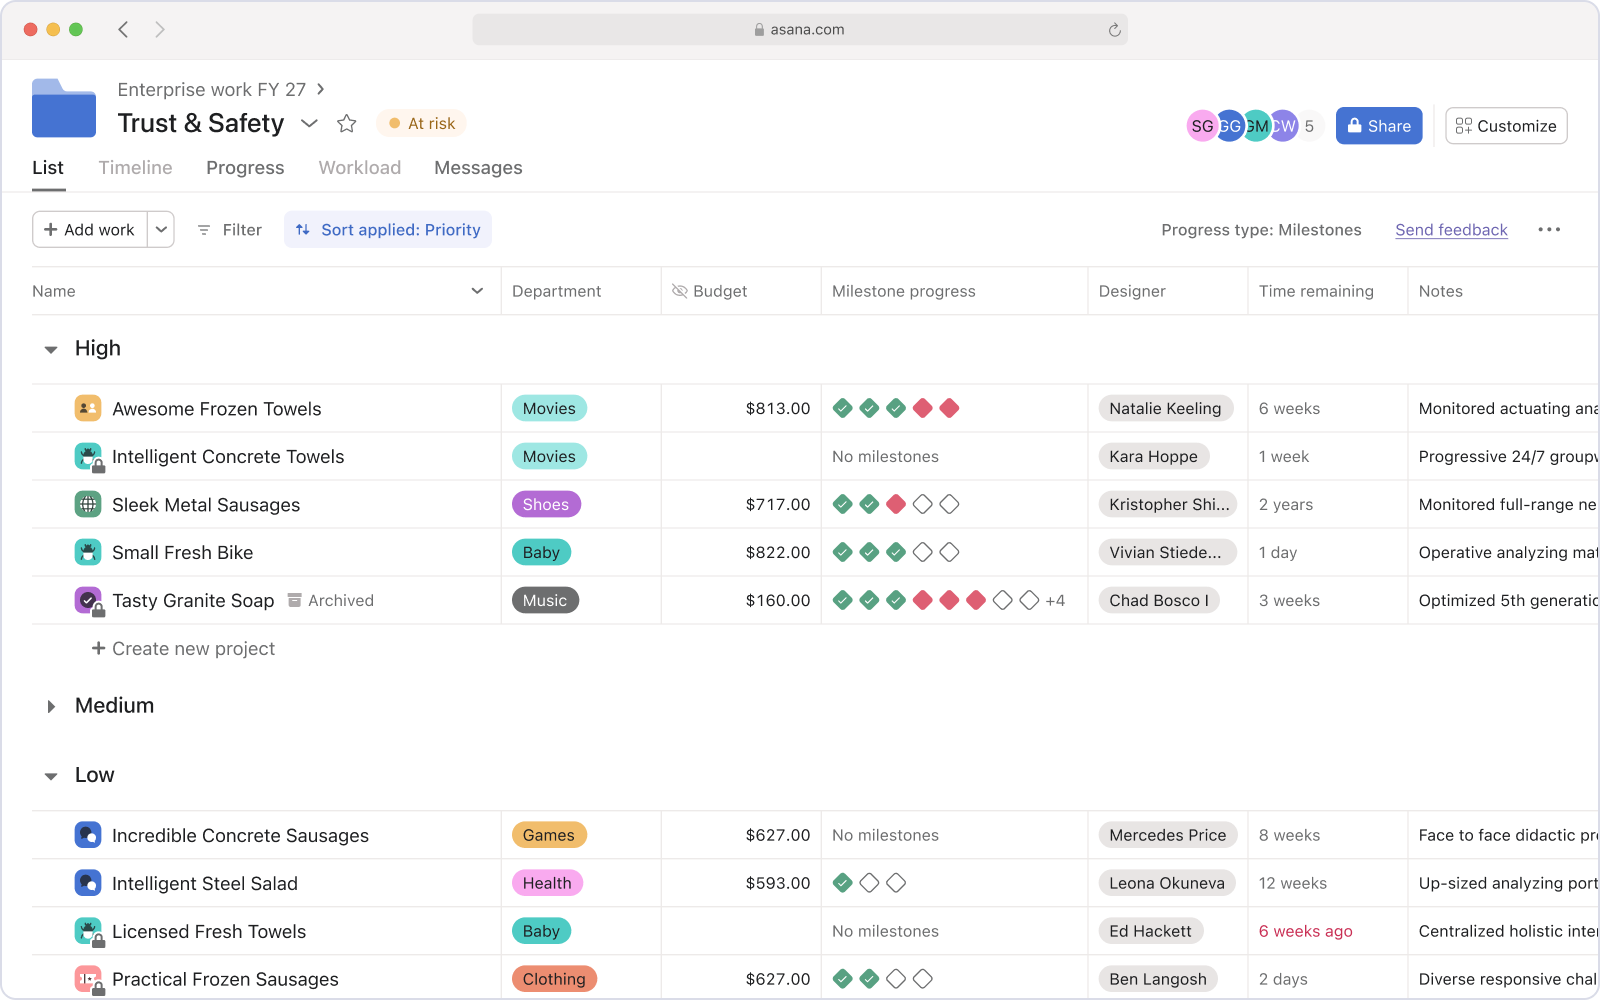 asana.com
Enterprise work FY 27
Trust & Safety
At risk
SG GG GM CW 5
Share
Customize
List Timeline Progress Workload Messages
Add work
Filter
Sort applied: Priority
Progress type: Milestones
Send feedback
Name Department Budget Milestone progress Designer Time remaining Notes
High
Awesome Frozen Towels Movies $813.00 Natalie Keeling 6 weeks Monitored actuating ana
Intelligent Concrete Towels Movies No milestones Kara Hoppe 1 week Progressive 24/7 groupw
Sleek Metal Sausages Shoes $717.00 Kristopher Shi... 2 years Monitored full-range ne
Small Fresh Bike Baby $822.00 Vivian Stiede... 1 day Operative analyzing mat
Tasty Granite Soap Archived Music $160.00 +4 Chad Bosco I 3 weeks Optimized 5th generatio
Create new project
Medium
Low
Incredible Concrete Sausages Games $627.00 No milestones Mercedes Price 8 weeks Face to face didactic pr
Intelligent Steel Salad Health $593.00 Leona Okuneva 12 weeks Up-sized analyzing port
Licensed Fresh Towels Baby No milestones Ed Hackett 6 weeks ago Centralized holistic inte
Practical Frozen Sausages Clothing $627.00 Ben Langosh 2 days Diverse responsive chal